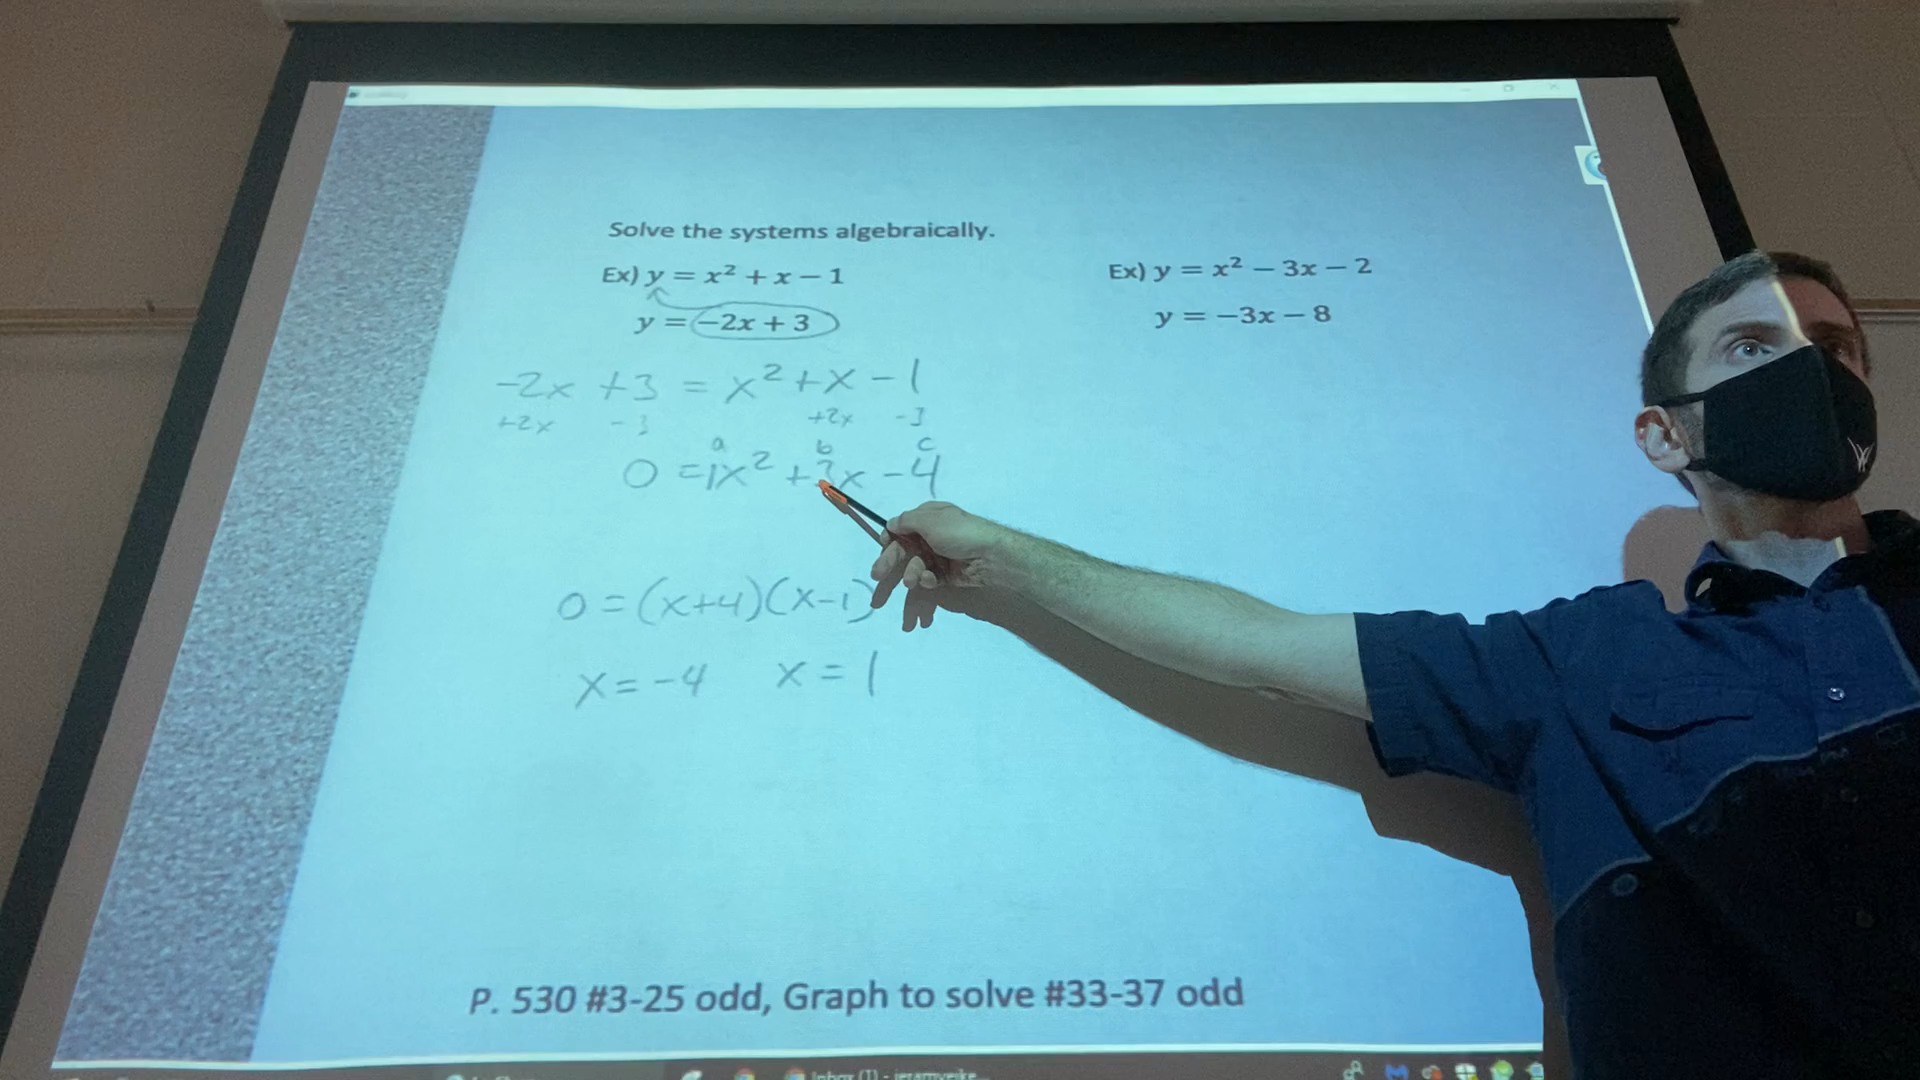 Solve the systems algebraically.
Ex) y = x² + x − 1
y = −2x + 3
-2x +3 = x² + x - 1
+2x -3 +2x -3
a b c
0 = 1x² + 3x - 4
0 = (x+4)(x-1)
x = -4 x = 1
Ex) y = x² − 3x − 2
y = −3x − 8
P. 530 #3-25 odd, Graph to solve #33-37 odd
Inbox (1) -